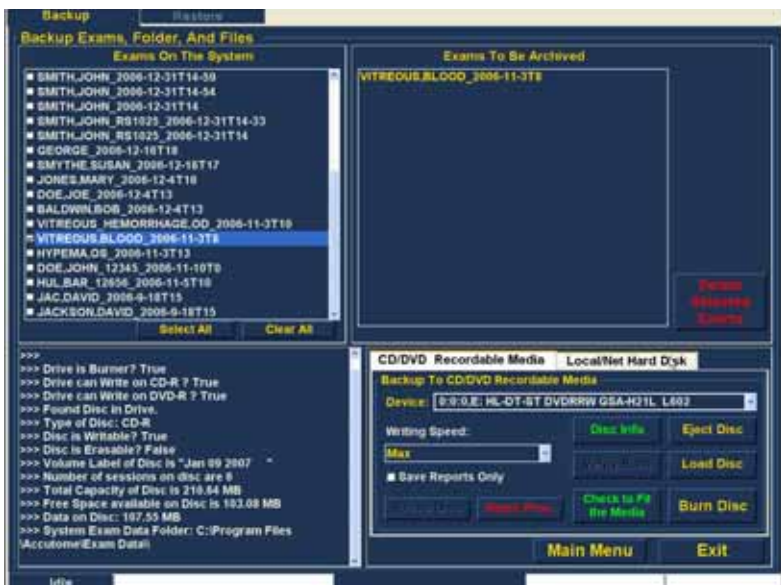 Backup
Restore
Backup Exams, Folder, And Files
Exams On The System
SMITH,JOHN_2006-12-31T14-59
SMITH,JOHN_2006-12-31T14-54
SMITH,JOHN_2006-12-31T14
SMITH,JOHN_RS1025_2006-12-31T14-33
SMITH,JOHN_RS1025_2006-12-31T14
GEORGE_2006-12-16T18
SMYTHE,SUSAN_2006-12-16T17
JONES,MARY_2006-12-4T18
DOE,JOE_2006-12-4T13
BALDWIN,BOB_2006-12-4T13
VITREOUS_HEMORRHAGE,OD_2006-11-3T10
VITREOUS,BLOOD_2006-11-3T8
HYPEMA,OS_2006-11-3T13
DOE,JOHN_12345_2006-11-10T0
HUL,BAR_12656_2006-11-5T10
JAC,DAVID_2006-9-18T15
JACKSON,DAVID_2006-9-18T15
Select All
Clear All
Exams To Be Archived
VITREOUS,BLOOD_2006-11-3T8
Delete
Selected
Exams
>>>
>>> Drive is Burner? True
>>> Drive can Write on CD-R ? True
>>> Drive can Write on DVD-R ? True
>>> Found Disc in Drive.
>>> Type of Disc: CD-R
>>> Disc is Writable? True
>>> Disc is Erasable? False
>>> Volume Label of Disc is "Jan 09 2007 "
>>> Number of sessions on disc are 8
>>> Total Capacity of Disc is 210.64 MB
>>> Free Space available on Disc is 103.08 MB
>>> Data on Disc: 107.55 MB
>>> System Exam Data Folder: C:\Program Files
\Accutome\Exam Data\\
CD/DVD Recordable Media
Local/Net Hard Disk
Backup To CD/DVD Recordable Media
Device:
0:0:0,E: HL-DT-ST DVDRRW GSA-H21L L602
Writing Speed:
Max
Save Reports Only
Disc Info
Eject Disc
Load Disc
Check to Fit
the Media
Burn Disc
Main Menu
Exit
Idle